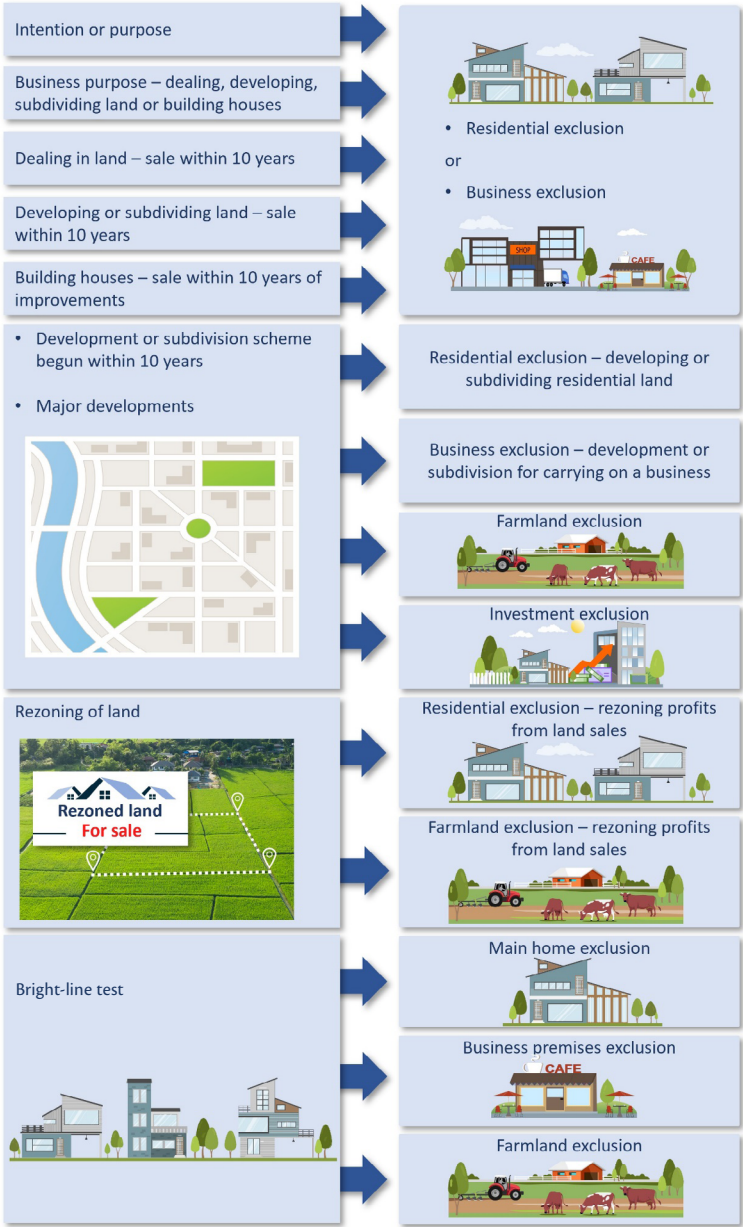 Intention or purpose
Business purpose – dealing, developing,
subdividing land or building houses
Dealing in land – sale within 10 years
Developing or subdividing land – sale
within 10 years
Building houses – sale within 10 years of
improvements
• Residential exclusion
or
• Business exclusion
SHOP
CAFE
• Development or subdivision scheme
begun within 10 years
• Major developments
Residential exclusion – developing or
subdividing residential land
Business exclusion – development or
subdivision for carrying on a business
Farmland exclusion
Investment exclusion
Rezoning of land
Rezoned land
For sale
Residential exclusion – rezoning profits
from land sales
Farmland exclusion – rezoning profits
from land sales
Bright-line test
Main home exclusion
Business premises exclusion
CAFE
Farmland exclusion